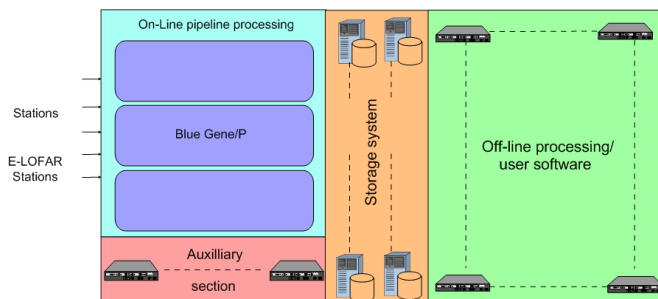 On-Line pipeline processing
Stations
Blue Gene/P
E-LOFAR
Stations
Auxilliary
section
Storage system
Off-line processing/
user software